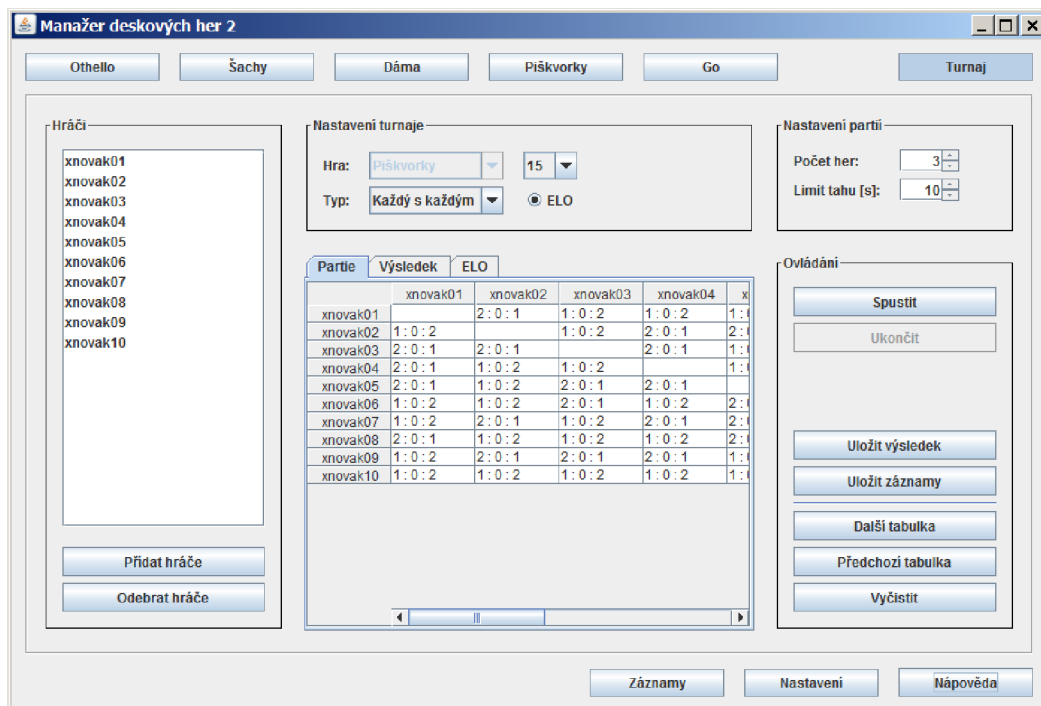 Manažer deskových her 2
Othello Šachy Dáma Piškvorky Go Turnaj
Hráči
xnovak01
xnovak02
xnovak03
xnovak04
xnovak05
xnovak06
xnovak07
xnovak08
xnovak09
xnovak10
Přidat hráče
Odebrat hráče
Nastavení turnaje
Hra: Piškvorky 15
Typ: Každý s každým ELO
Partie Výsledek ELO
xnovak01 xnovak02 xnovak03 xnovak04
xnovak01 2 : 0 : 1 1 : 0 : 2 1 : 0 : 2
xnovak02 1 : 0 : 2 1 : 0 : 2 2 : 0 : 1
xnovak03 2 : 0 : 1 2 : 0 : 1 2 : 0 : 1
xnovak04 2 : 0 : 1 1 : 0 : 2 1 : 0 : 2
xnovak05 2 : 0 : 1 1 : 0 : 2 2 : 0 : 1 2 : 0 : 1
xnovak06 1 : 0 : 2 1 : 0 : 2 2 : 0 : 1 1 : 0 : 2
xnovak07 1 : 0 : 2 1 : 0 : 2 1 : 0 : 2 2 : 0 : 1
xnovak08 2 : 0 : 1 1 : 0 : 2 1 : 0 : 2 1 : 0 : 2
xnovak09 1 : 0 : 2 2 : 0 : 1 2 : 0 : 1 2 : 0 : 1
xnovak10 1 : 0 : 2 1 : 0 : 2 1 : 0 : 2 1 : 0 : 2
Nastavení partií
Počet her: 3
Limit tahu [s]: 10
Ovládání
Spustit
Ukončit
Uložit výsledek
Uložit záznamy
Další tabulka
Předchozí tabulka
Vyčistit
Záznamy Nastavení Nápověda